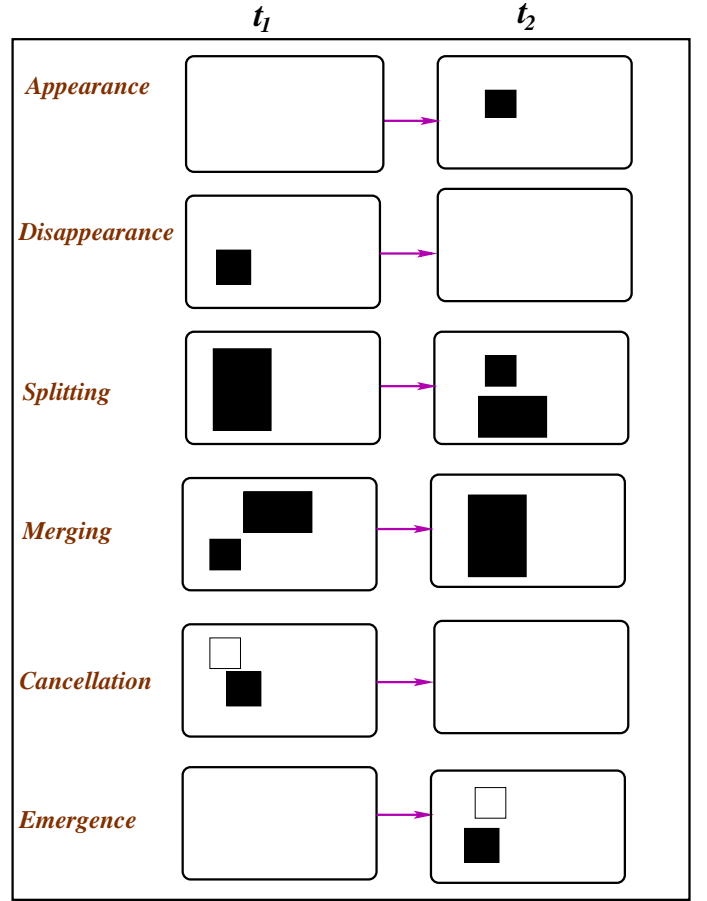 t1 t2
Appearance
Disappearance
Splitting
Merging
Cancellation
Emergence